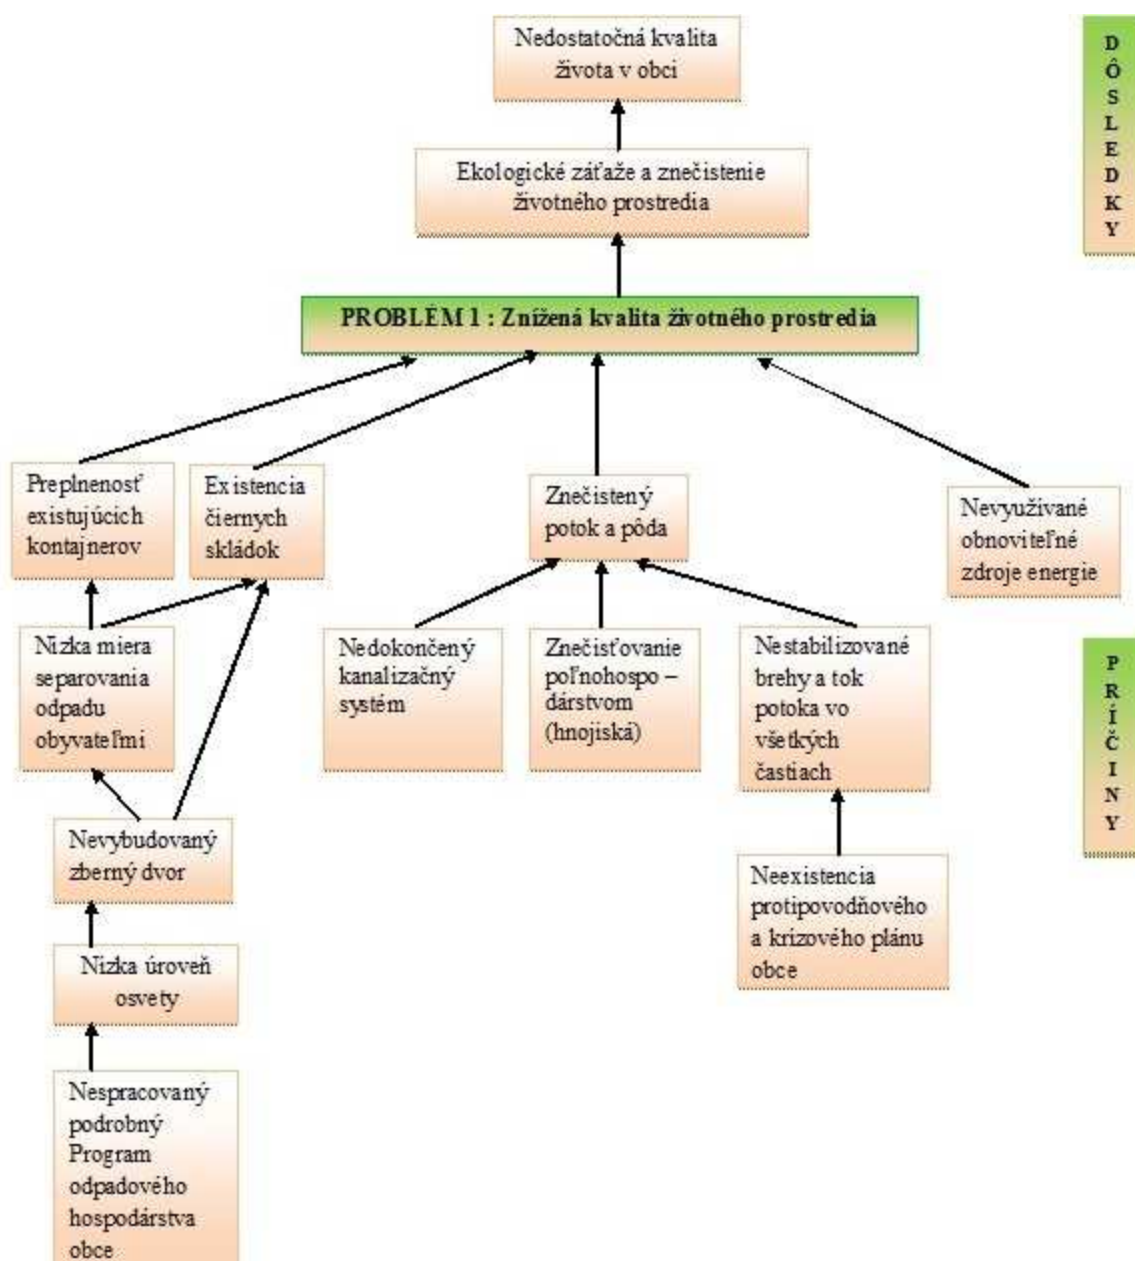 Nedostatočná kvalita
života v obci
Ekologické záťaže a znečistenie
životného prostredia
PROBLÉM 1 : Znížená kvalita životného prostredia
Preplnenosť
existujúcich
kontajnerov
Existencia
čiernych
skládok
Znečistený
potok a pôda
Nevyužívané
obnoviteľné
zdroje energie
Nízka miera
separovania
odpadu
obyvateľmi
Nedokončený
kanalizačný
systém
Znečisťovanie
poľnohospo –
dárstvom
(hnojiská)
Nestabilizované
brehy a tok
potoka vo
všetkých
častiach
Nevybudovaný
zberný dvor
Neexistencia
protipovodňového
a krízového plánu
obce
Nízka úroveň
osvety
Nespracovaný
podrobný
Program
odpadového
hospodárstva
obce
D
Ô
S
L
E
D
K
Y
P
R
Í
Č
I
N
Y